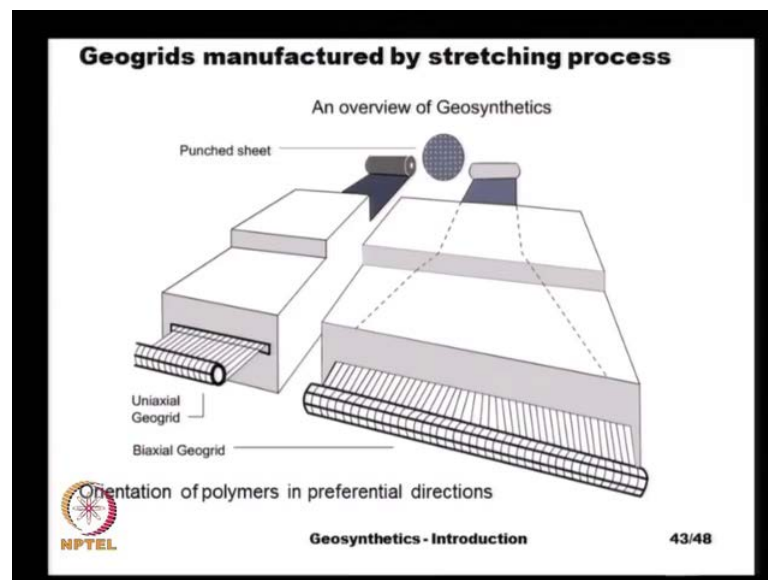 Geogrids manufactured by stretching process
An overview of Geosynthetics
Punched sheet
Uniaxial
Geogrid
Biaxial Geogrid
Orientation of polymers in preferential directions
NPTEL
Geosynthetics - Introduction
43/48